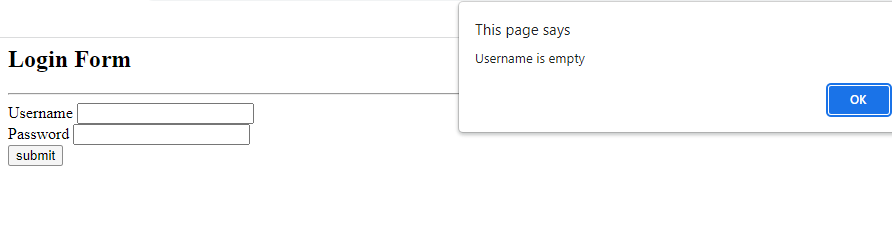 This page says
Username is empty
OK
Login Form
Username
Password
submit